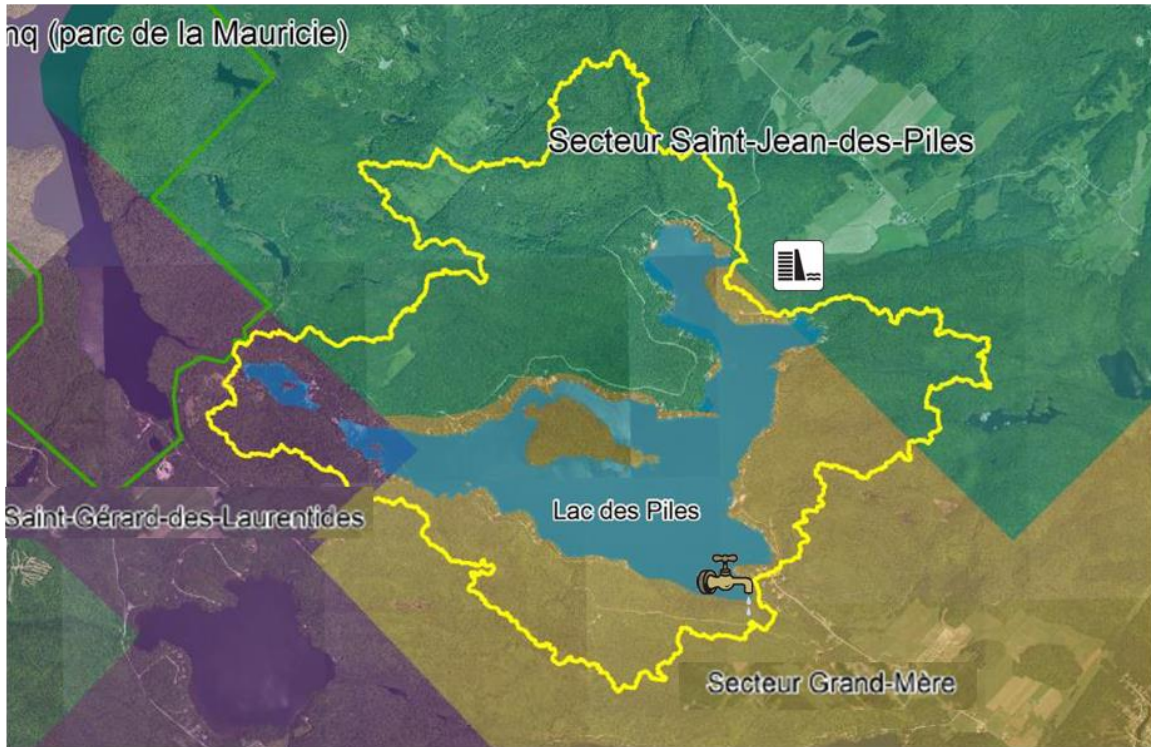 nq (parc de la Mauricie)
Secteur Saint-Jean-des-Piles
Lac des Piles
Saint-Gérard-des-Laurentides
Secteur Grand-Mère